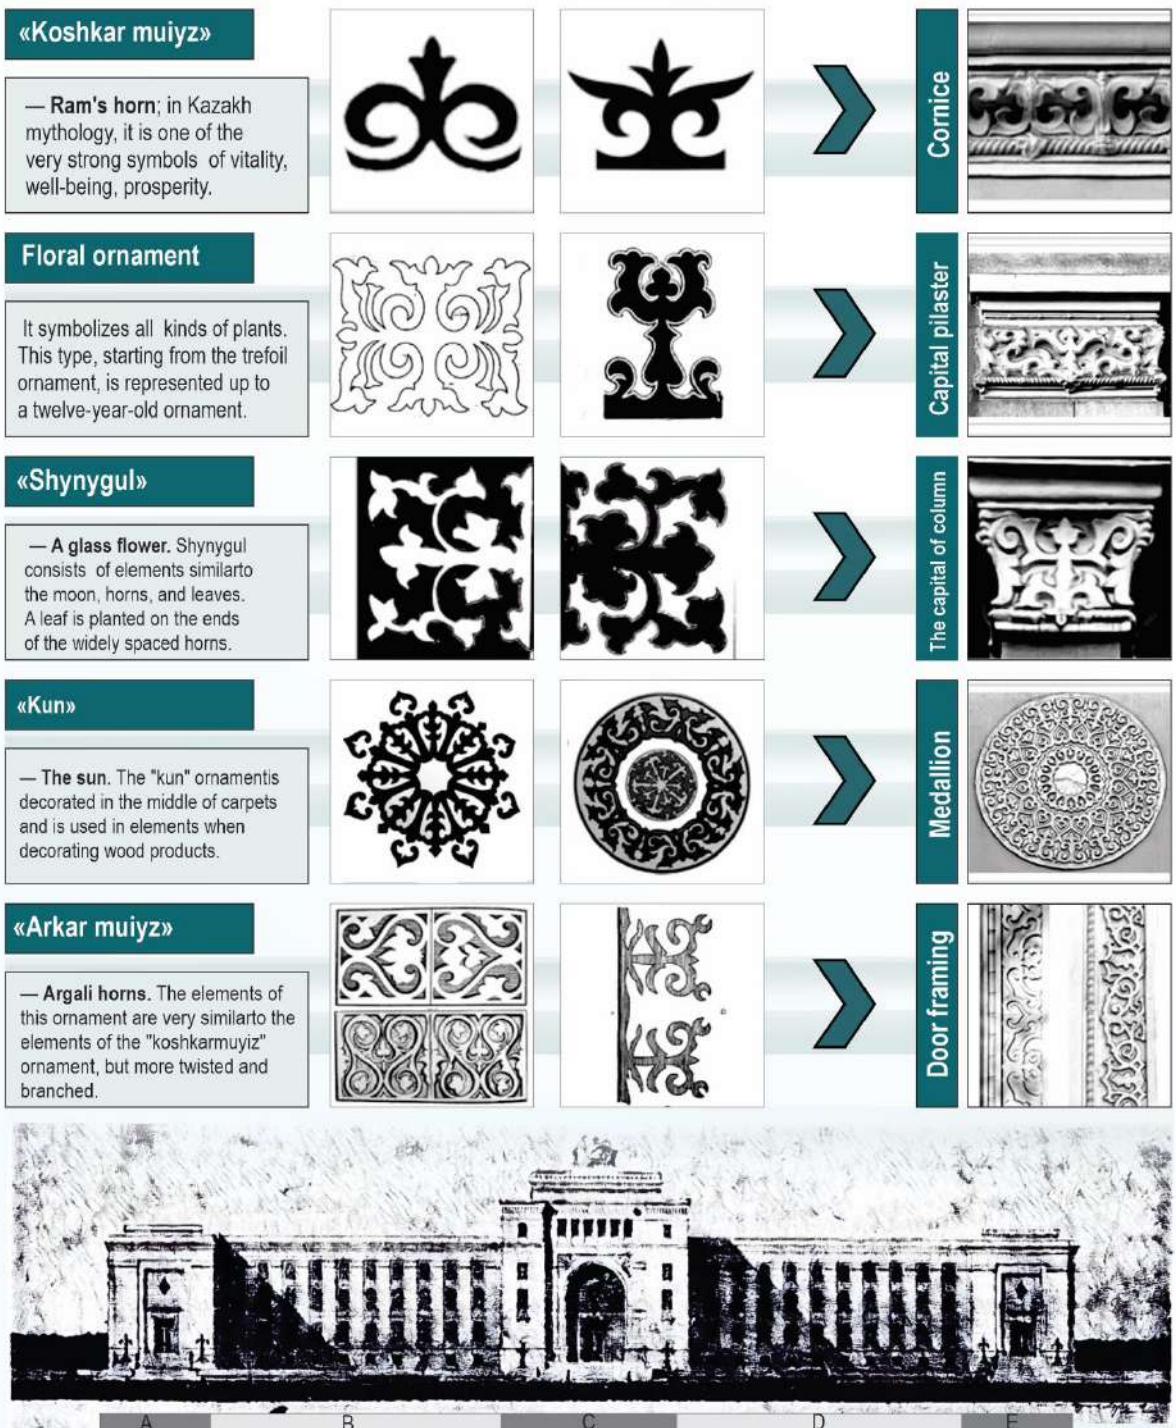 «Koshkar muiyz»
— Ram's horn; in Kazakh
mythology, it is one of the
very strong symbols of vitality,
well-being, prosperity.
Cornice
Floral ornament
It symbolizes all kinds of plants.
This type, starting from the trefoil
ornament, is represented up to
a twelve-year-old ornament.
Capital pilaster
«Shynygul»
— A glass flower. Shynygul
consists of elements similarto
the moon, horns, and leaves.
A leaf is planted on the ends
of the widely spaced horns.
The capital of column
«Kun»
— The sun. The "kun" ornamentis
decorated in the middle of carpets
and is used in elements when
decorating wood products.
Medallion
«Arkar muiyz»
— Argali horns. The elements of
this ornament are very similarto the
elements of the "koshkarmuyiz"
ornament, but more twisted and
branched.
Door framing
A B C D E